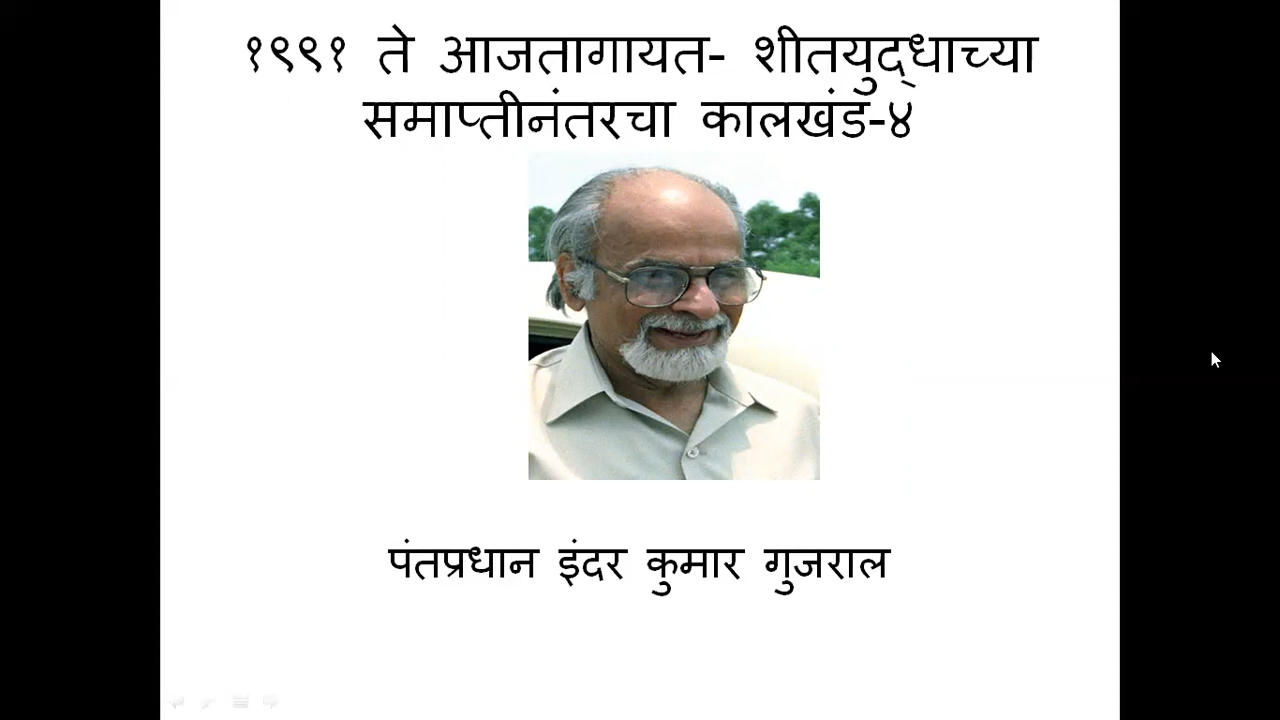 १९९१ ते आजतागायत- शीतयुद्‌धाच्या
समाप्तीनंतरचा कालखंड-४
पंतप्रधान इंदर कुमार गुजराल